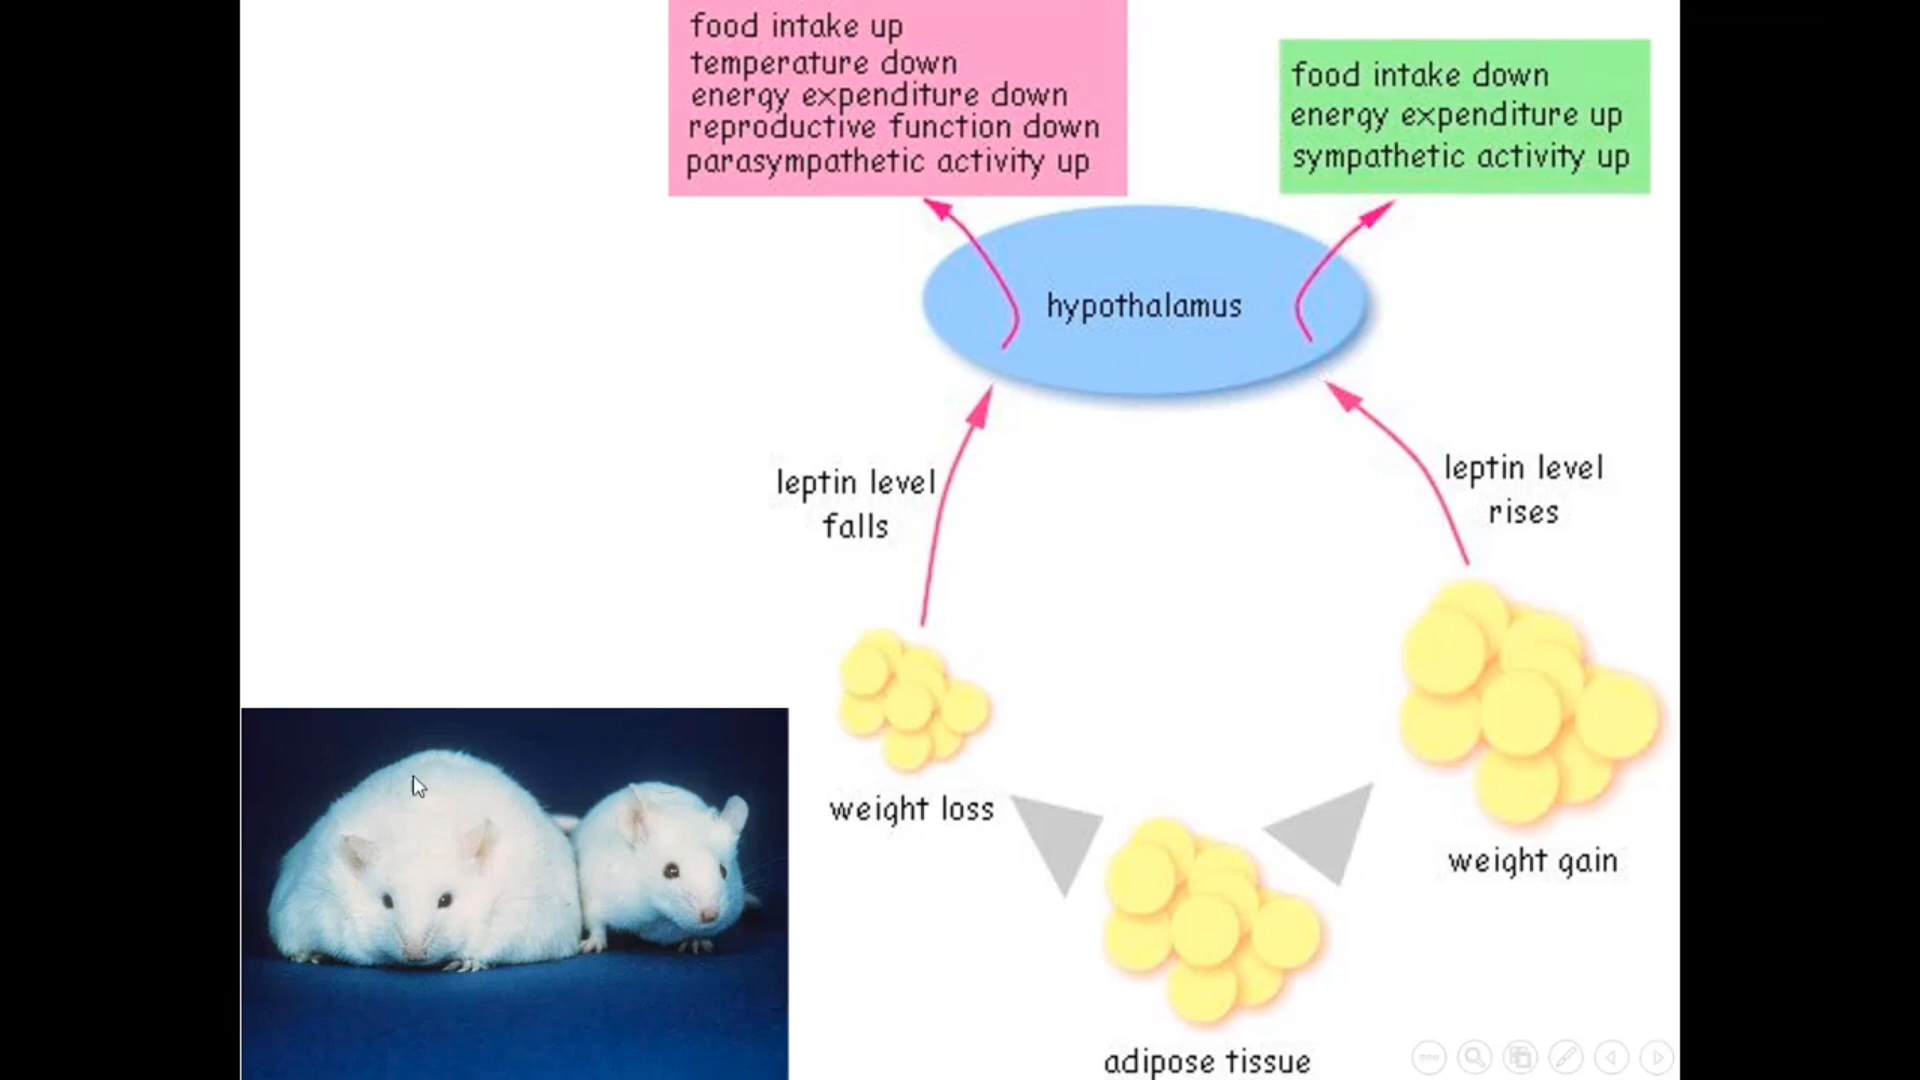 food intake up
temperature down
energy expenditure down
reproductive function down
parasympathetic activity up
food intake down
energy expenditure up
sympathetic activity up
hypothalamus
leptin level
falls
leptin level
rises
weight loss
weight gain
adipose tissue